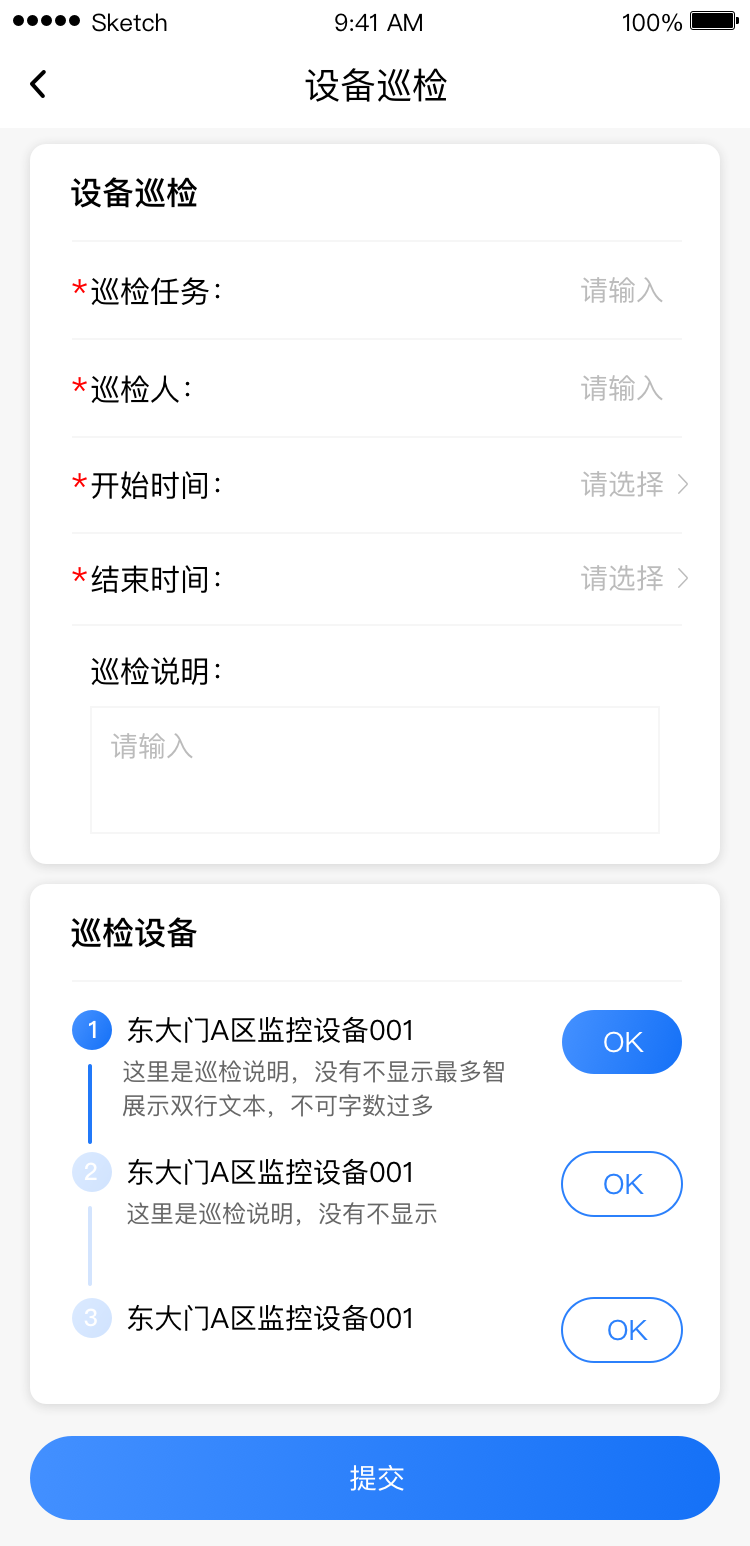 Sketch 9:41 AM 100%
设备巡检
设备巡检
*巡检任务: 请输入
*巡检人: 请输入
*开始时间: 请选择
*结束时间: 请选择
巡检说明:
请输入
巡检设备
1 东大门A区监控设备001 OK
这里是巡检说明，没有不显示最多智
展示双行文本，不可字数过多
2 东大门A区监控设备001 OK
这里是巡检说明，没有不显示
3 东大门A区监控设备001 OK
提交